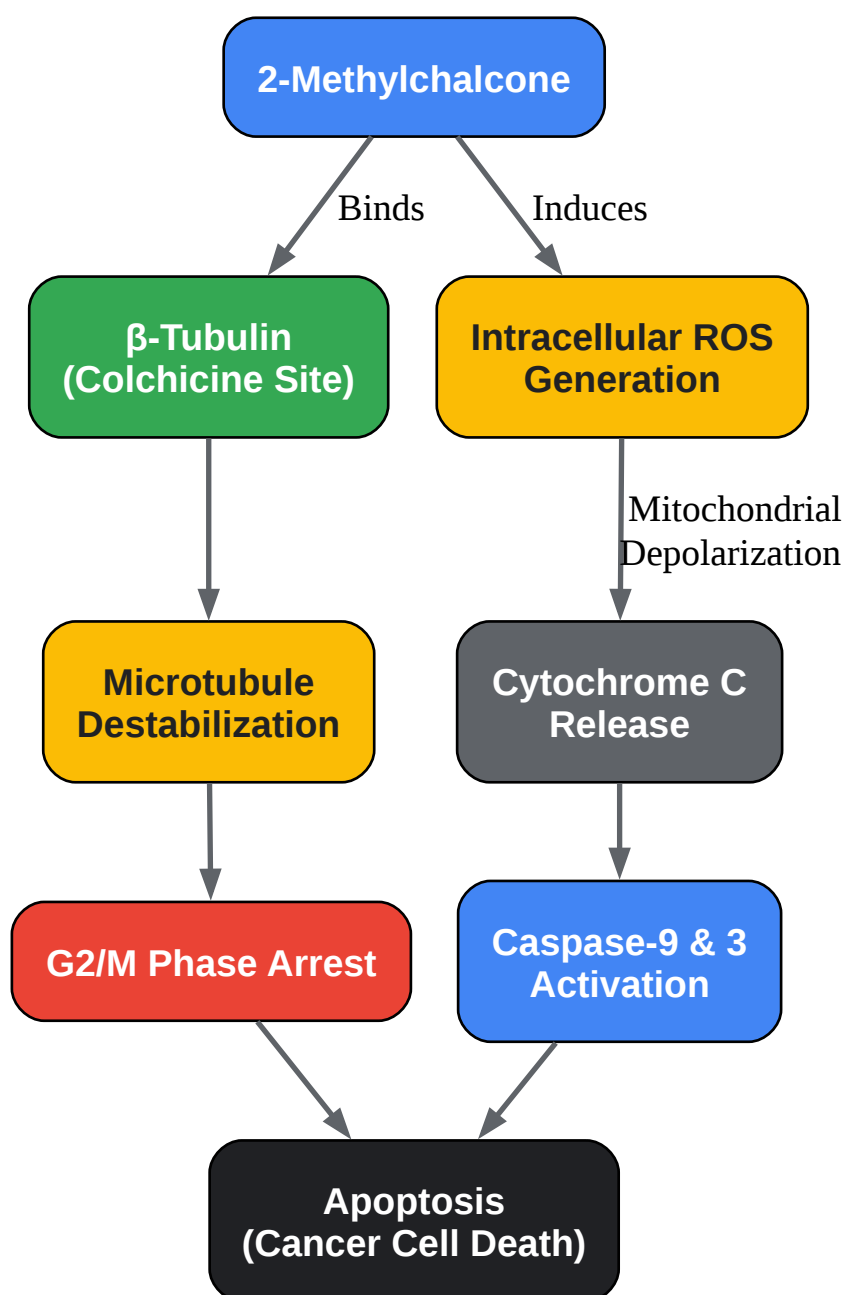 2-Methylchalcone
Binds
Induces
β-Tubulin
(Colchicine Site)
Intracellular ROS
Generation
Mitochondrial
Depolarization
Microtubule
Destabilization
Cytochrome C
Release
G2/M Phase Arrest
Caspase-9 & 3
Activation
Apoptosis
(Cancer Cell Death)